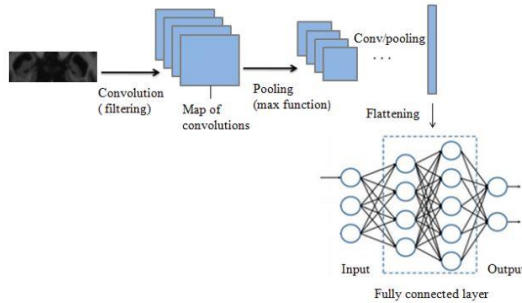 Conv/pooling
. . .
Convolution
( filtering)
Map of
convolutions
Pooling
(max function)
Flattening
Input
Output
Fully connected layer